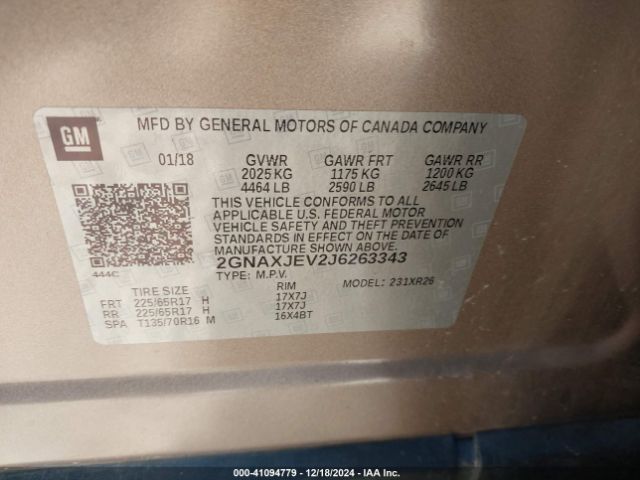 GM
MFD BY GENERAL MOTORS OF CANADA COMPANY
01/18 GVWR GAWR FRT GAWR RR
2025 KG 1175 KG 1200 KG
4464 LB 2590 LB 2645 LB
THIS VEHICLE CONFORMS TO ALL
APPLICABLE U.S. FEDERAL MOTOR
VEHICLE SAFETY AND THEFT PREVENTION
STANDARDS IN EFFECT ON THE DATE OF
MANUFACTURE SHOWN ABOVE.
444C 2GNAXJEV2J6263343
TYPE: M.P.V. MODEL: 231XR26
TIRE SIZE RIM
FRT 225/65R17 H 17X7J
RR 225/65R17 H 17X7J
SPA T135/70R16 M 16X4BT
000-41094779 — 12/18/2024 — IAA Inc.